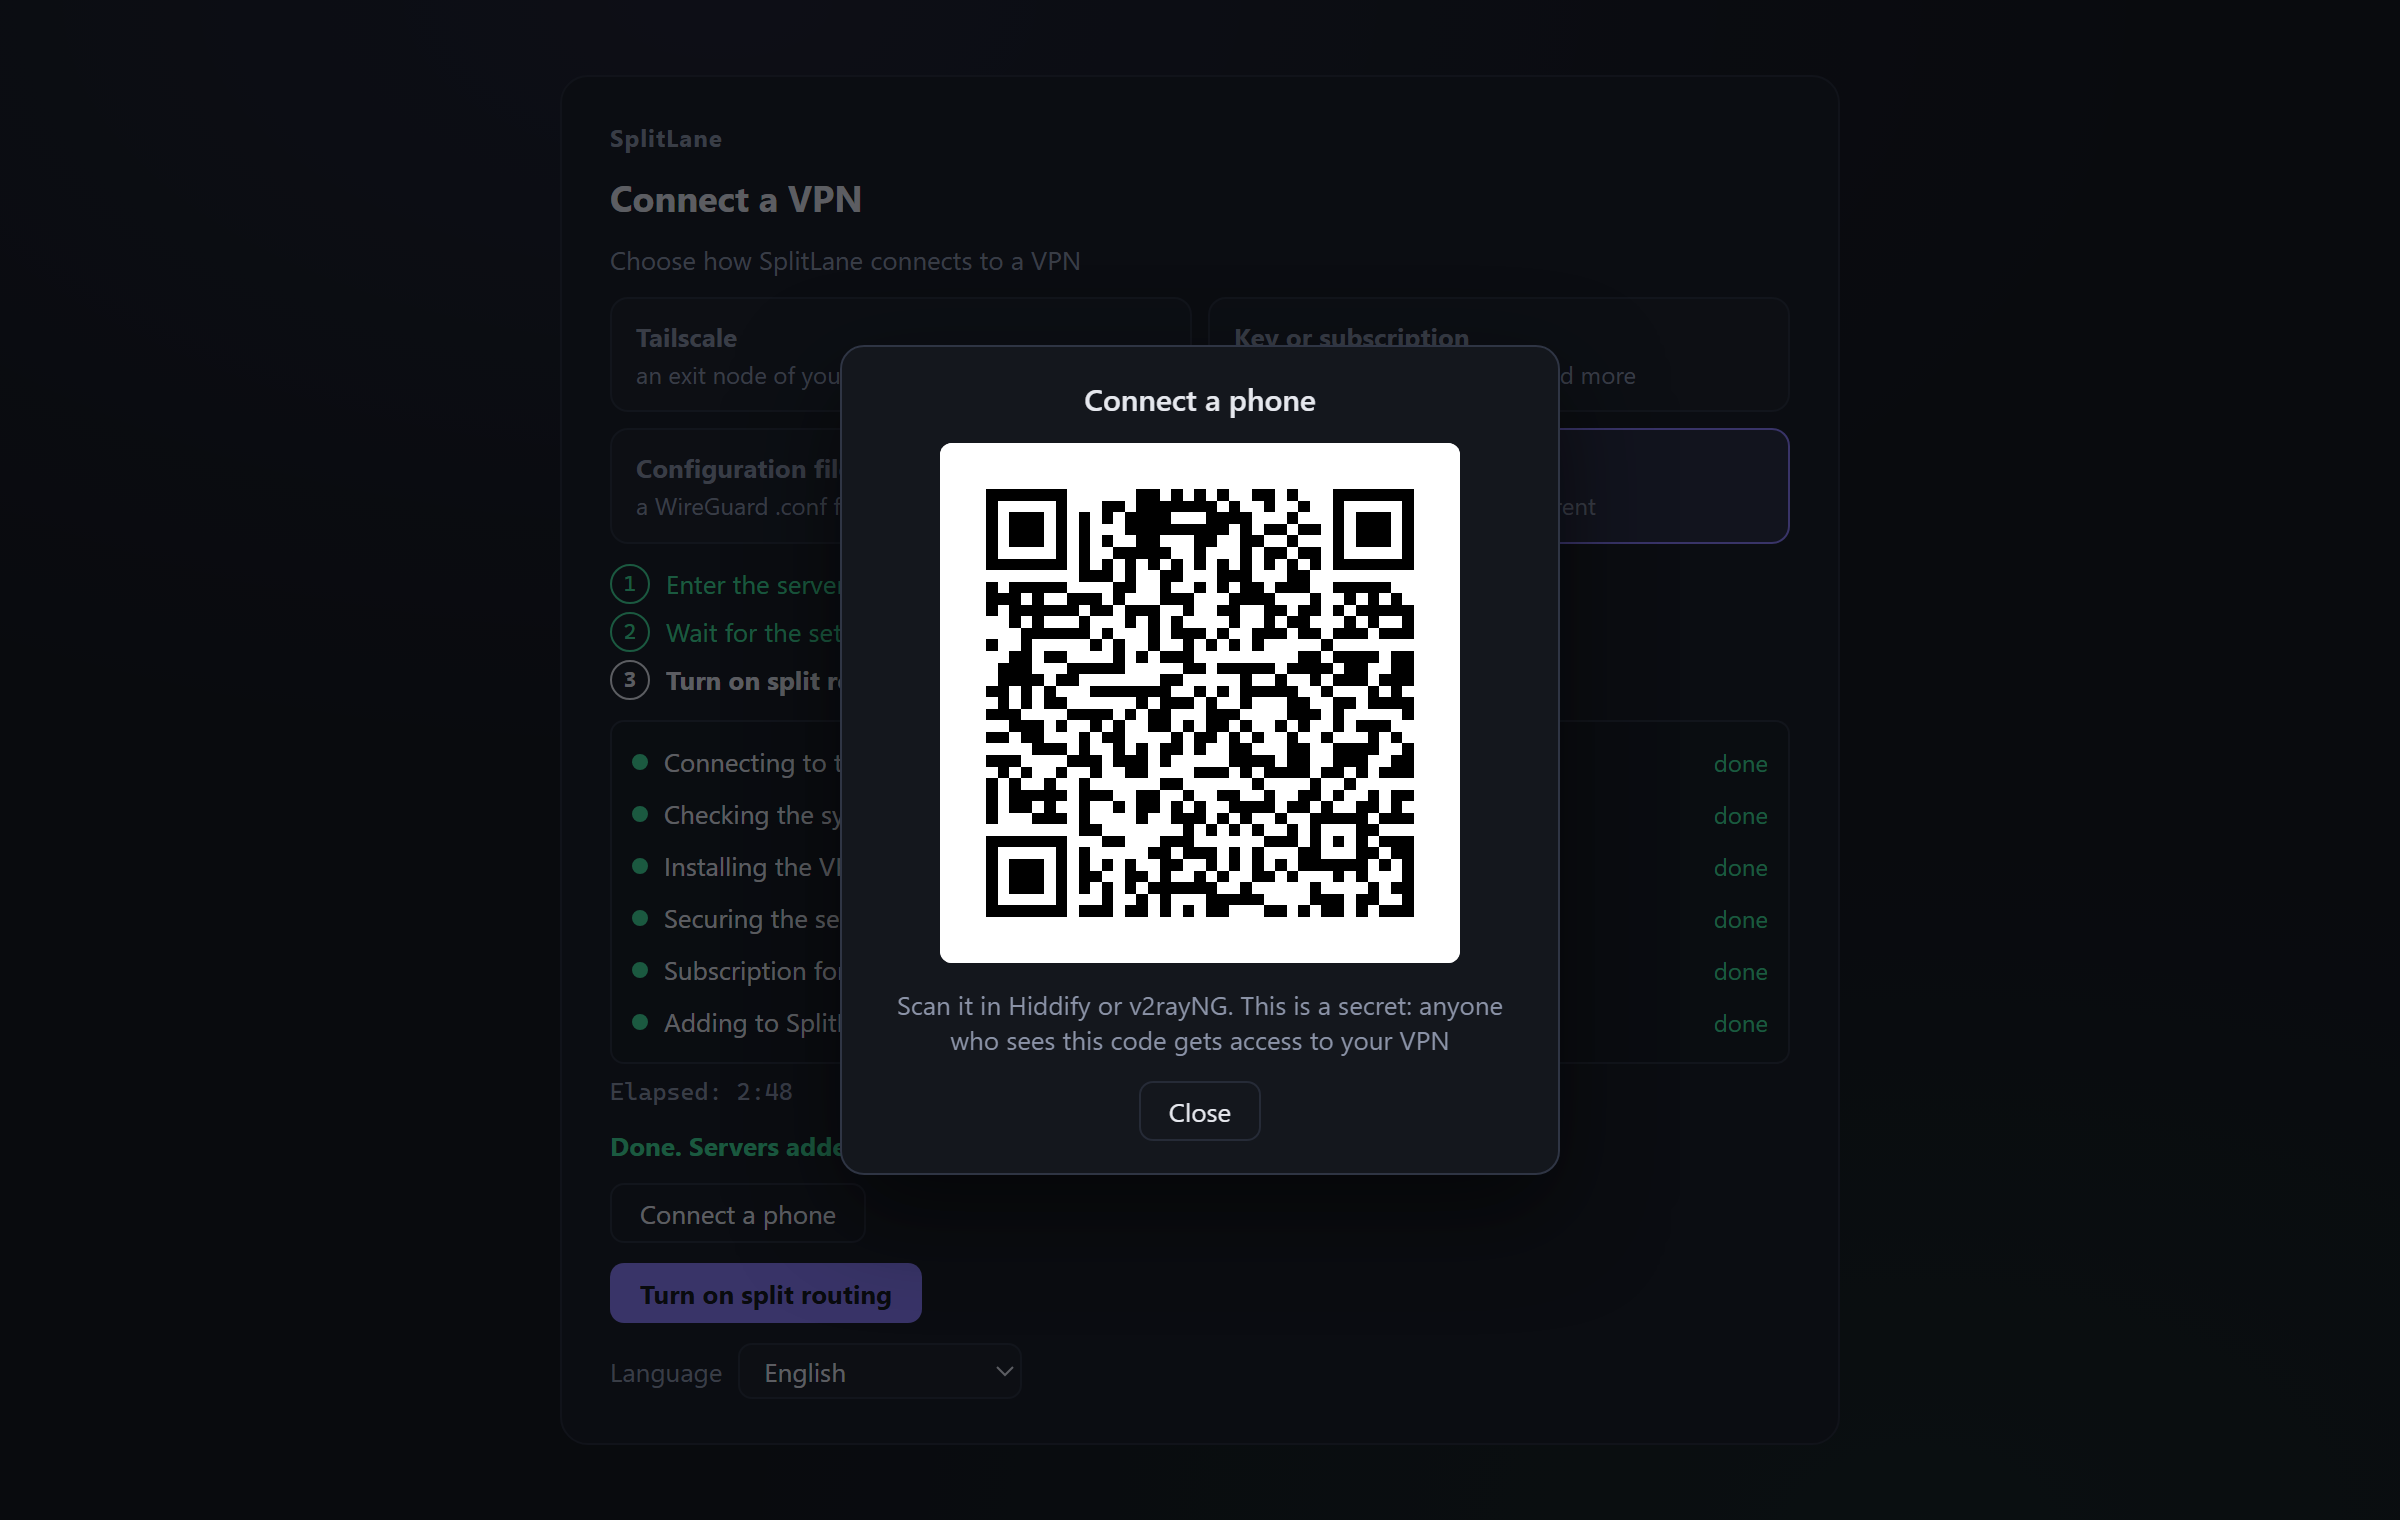 SplitLane
Connect a VPN
Choose how SplitLane connects to a VPN
Tailscale
an exit node of you
Key or subscription
d more
Configuration fil
a WireGuard .conf f
ent
1 Enter the server
2 Wait for the set
3 Turn on split r
Connecting to t
done
Checking the sy
done
Installing the V
done
Securing the se
done
Subscription fo
done
Adding to Split
done
Elapsed: 2:48
Done. Servers adde
Connect a phone
Turn on split routing
Language English
Connect a phone
Scan it in Hiddify or v2rayNG. This is a secret: anyone
who sees this code gets access to your VPN
Close